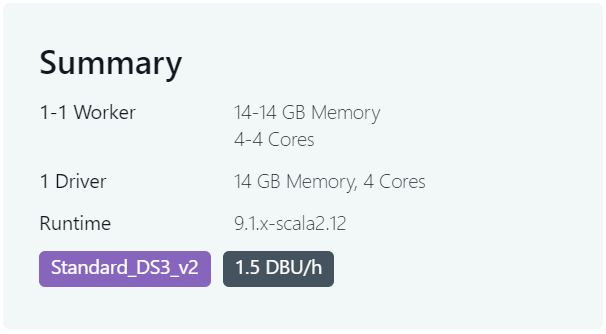 Summary
1-1 Worker 14-14 GB Memory
4-4 Cores
1 Driver 14 GB Memory, 4 Cores
Runtime 9.1.x-scala2.12
Standard_DS3_v2 1.5 DBU/h